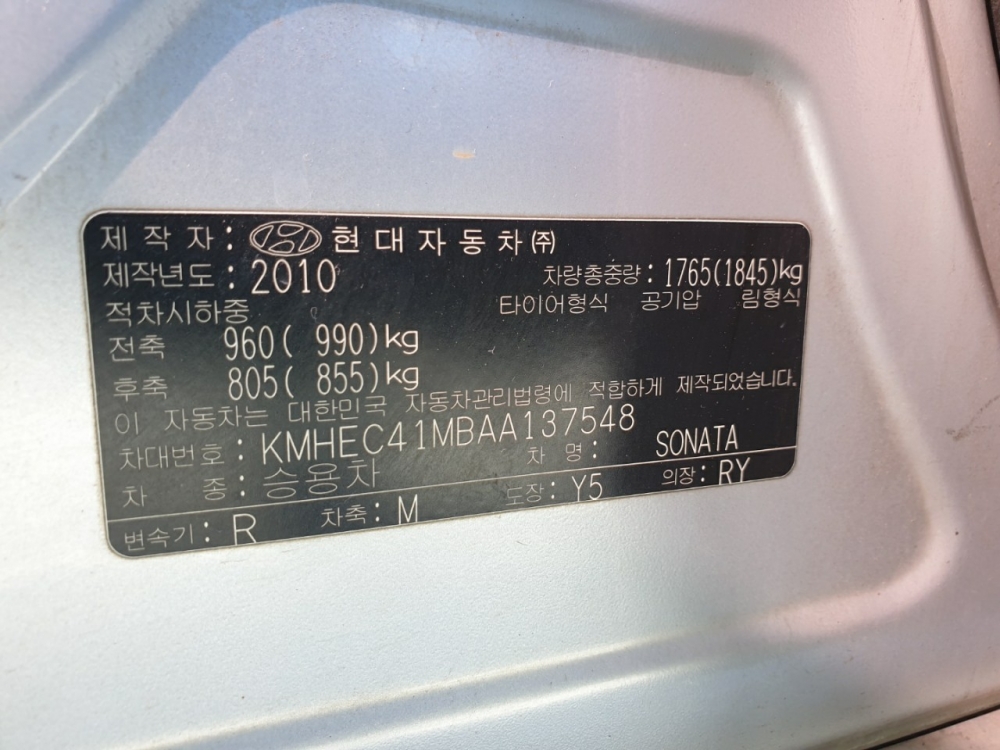 제 작 자 : 현대자동차㈜
제작년도 : 2010 차량총중량 : 1765(1845)kg
적차시하중 타이어형식 공기압 림형식
전축 960( 990)kg
후축 805( 855)kg
이 자동차는 대한민국 자동차관리법령에 적합하게 제작되었습니다.
차대번호 : KMHEC41MBAA137548
차 종 : 승용차 차 명 : SONATA
변속기 : R 차축 : M 도장 : Y5 의장 : RY